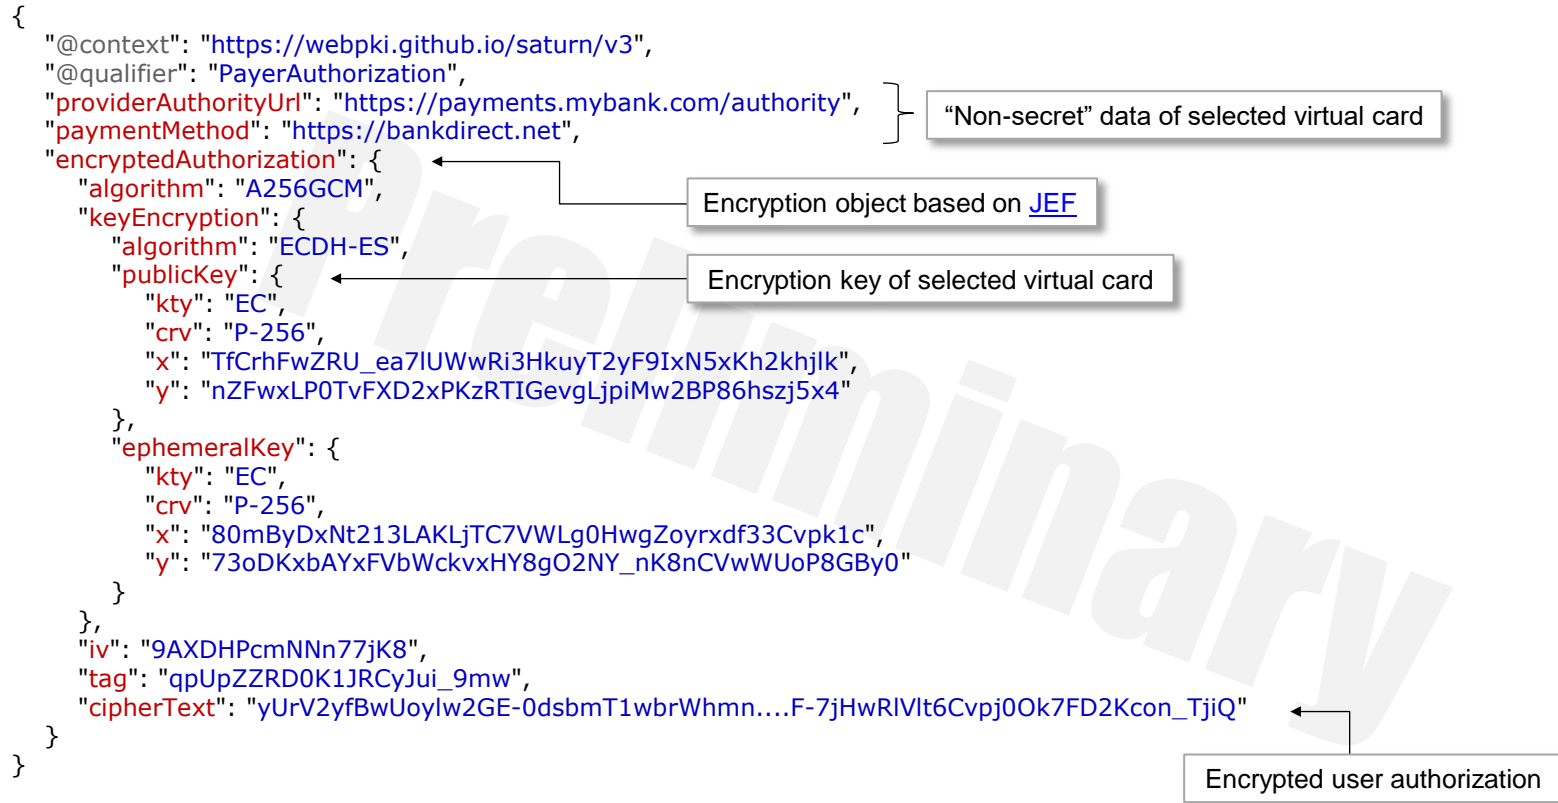 {
"@context": "https://webpki.github.io/saturn/v3",
"@qualifier": "PayerAuthorization",
"providerAuthorityUrl": "https://payments.mybank.com/authority",
"paymentMethod": "https://bankdirect.net",
“Non-secret” data of selected virtual card
"encryptedAuthorization": {
"algorithm": "A256GCM",
Encryption object based on JEF
"keyEncryption": {
"algorithm": "ECDH-ES",
"publicKey": {
Encryption key of selected virtual card
"kty": "EC",
"crv": "P-256",
"x": "TfCrhFwZRU_ea7lUWwRi3HkuyT2yF9IxN5xKh2khjlk",
"y": "nZFwxLP0TvFXD2xPKzRTIGevgLjpiMw2BP86hszj5x4"
},
"ephemeralKey": {
"kty": "EC",
"crv": "P-256",
"x": "80mByDxNt213LAKLjTC7VWLg0HwgZoyrxdf33Cvpk1c",
"y": "73oDKxbAYxFVbWckvxHY8gO2NY_nK8nCVwWUoP8GBy0"
}
},
"iv": "9AXDHPcmNNn77jK8",
"tag": "qpUpZZRD0K1JRCyJui_9mw",
"cipherText": "yUrV2yfBwUoylw2GE-0dsbmT1wbrWhmn....F-7jHwRlVlt6Cvpj0Ok7FD2Kcon_TjiQ"
}
}
Encrypted user authorization
Preliminary